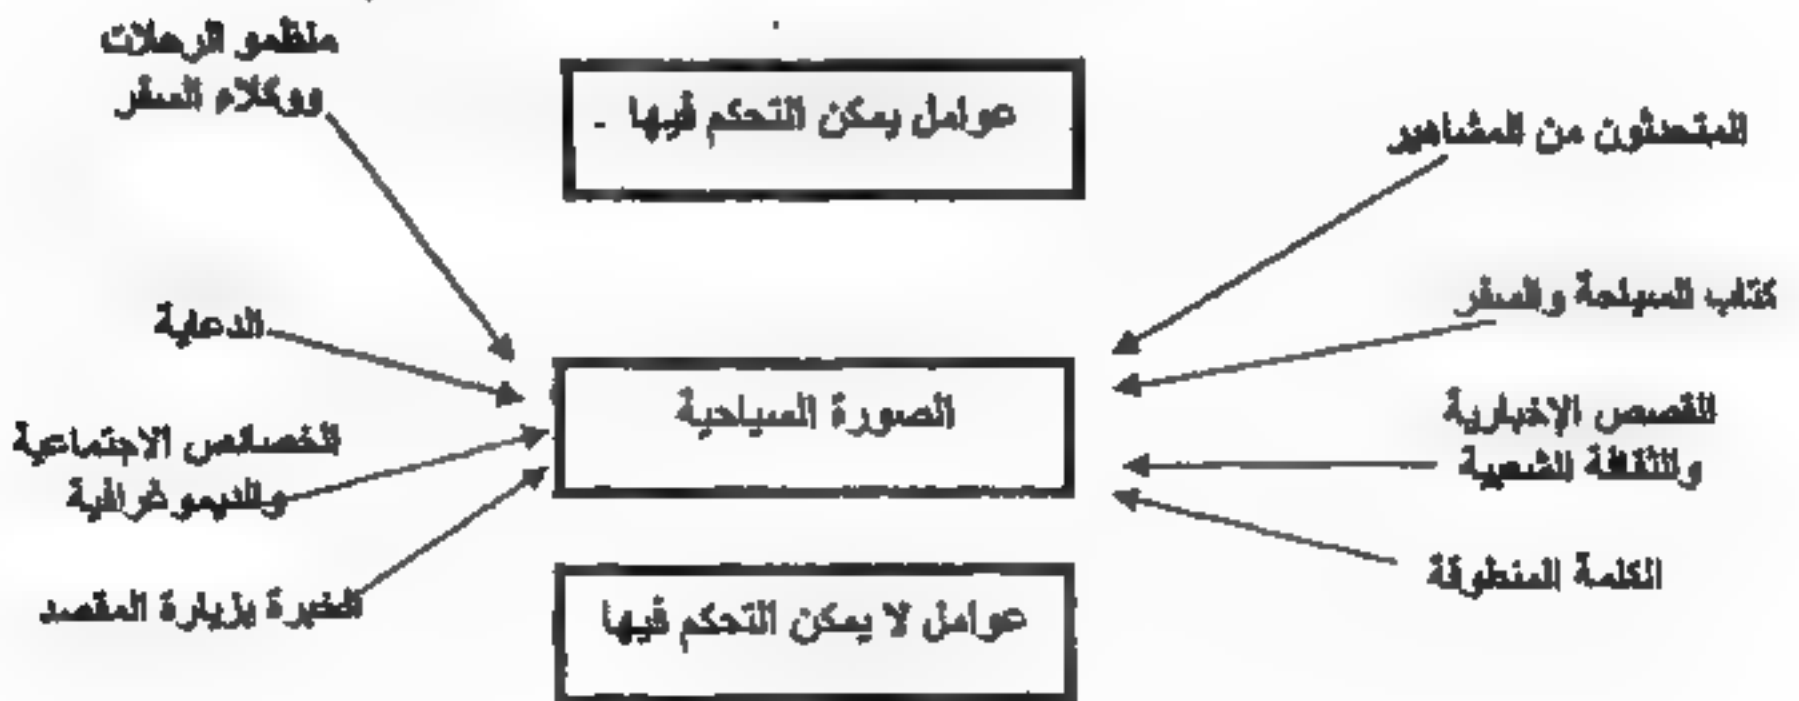 منظمو الرحلات
ووكلاء السفر
عوامل يمكن التحكم فيها
المتحدثون من المشاهير
كتاب السياحة والسفر
الدعاية
الصورة السياحية
القصص الإخبارية
والثقافة الشعبية
الخصائص الاجتماعية
والديموغرافية
الكلمة المنطوقة
الخبرة بزيارة المقصد
عوامل لا يمكن التحكم فيها